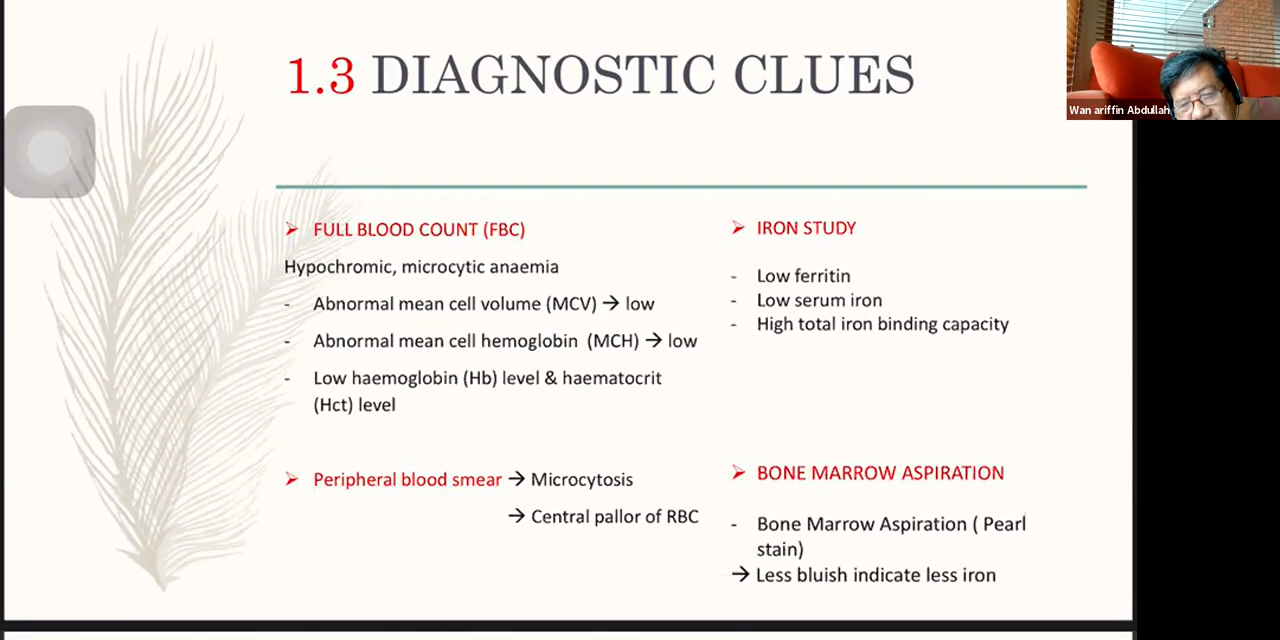 1.3 DIAGNOSTIC CLUES
Wan ariffin Abdullah
➢ FULL BLOOD COUNT (FBC)
Hypochromic, microcytic anaemia
- Abnormal mean cell volume (MCV) → low
- Abnormal mean cell hemoglobin (MCH) → low
- Low haemoglobin (Hb) level & haematocrit
(Hct) level
➢ Peripheral blood smear → Microcytosis
→ Central pallor of RBC
➢ IRON STUDY
- Low ferritin
- Low serum iron
- High total iron binding capacity
➢ BONE MARROW ASPIRATION
- Bone Marrow Aspiration ( Pearl
stain)
→ Less bluish indicate less iron